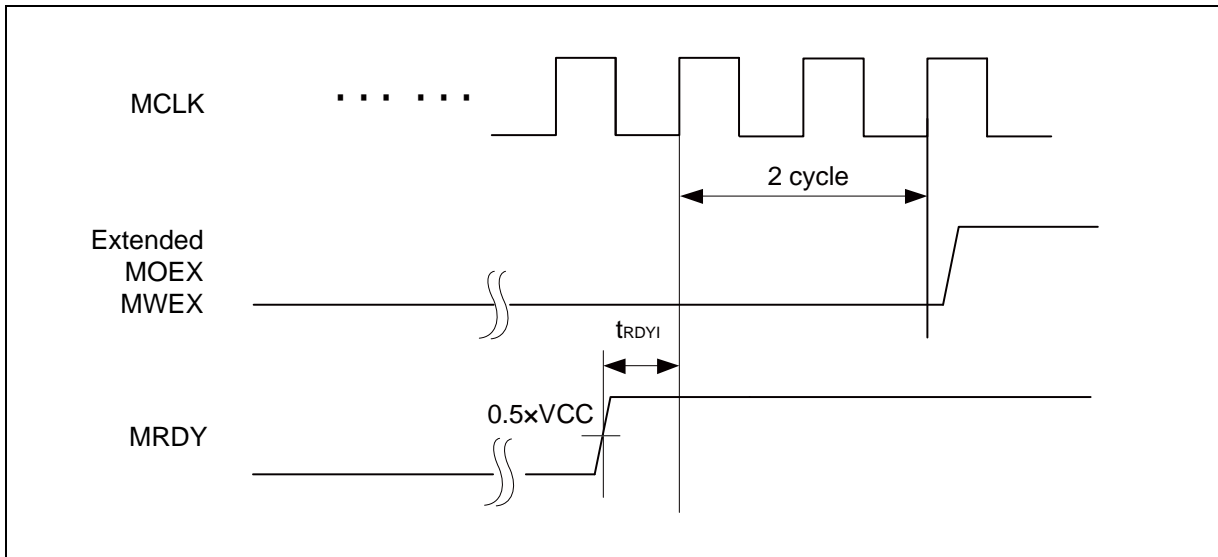 MCLK
2 cycle
Extended
MOEX
MWEX
tRDYI
0.5×VCC
MRDY